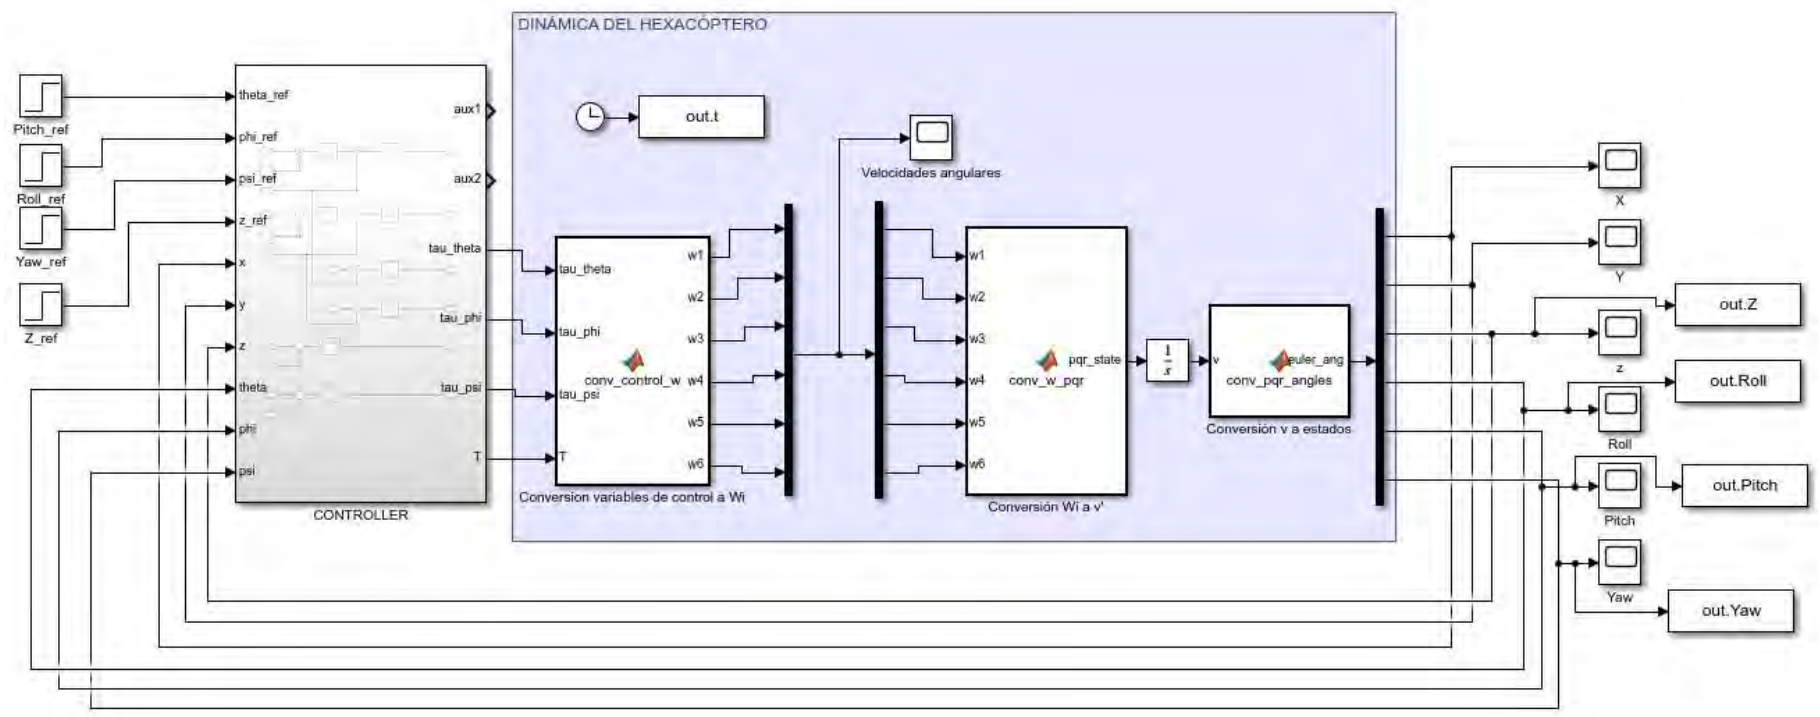 DINÁMICA DEL HEXACÓPTERO
Pitch_ref
Roll_ref
Yaw_ref
Z_ref
theta_ref
phi_ref
psi_ref
z_ref
x
y
z
theta
phi
psi
aux1
aux2
tau_theta
tau_phi
tau_psi
T
CONTROLLER
out.t
Velocidades angulares
tau_theta
tau_phi
tau_psi
T
conv_control_w
w1
w2
w3
w4
w5
w6
Conversion variables de control a Wi
w1
w2
w3
w4
w5
w6
conv_w_pqr
pqr_state
Conversión Wi a v'
1
s
v
euler_ang
conv_pqr_angles
Conversión v a estados
X
Y
z
Roll
Pitch
Yaw
out.Z
out.Roll
out.Pitch
out.Yaw